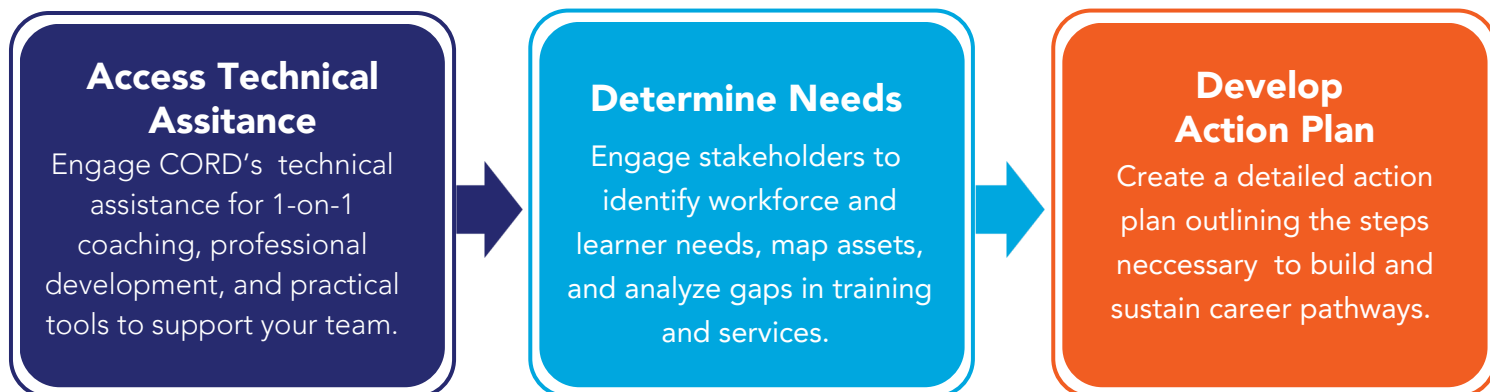 Access Technical
Assitance
Engage CORD's  technical
assistance for 1-on-1
coaching, professional
development, and practical
tools to support your team.
Determine Needs
Engage stakeholders to
identify workforce and
learner needs, map assets,
and analyze gaps in training
and services.
Develop
Action Plan
Create a detailed action
plan outlining the steps
neccessary  to build and
sustain career pathways.